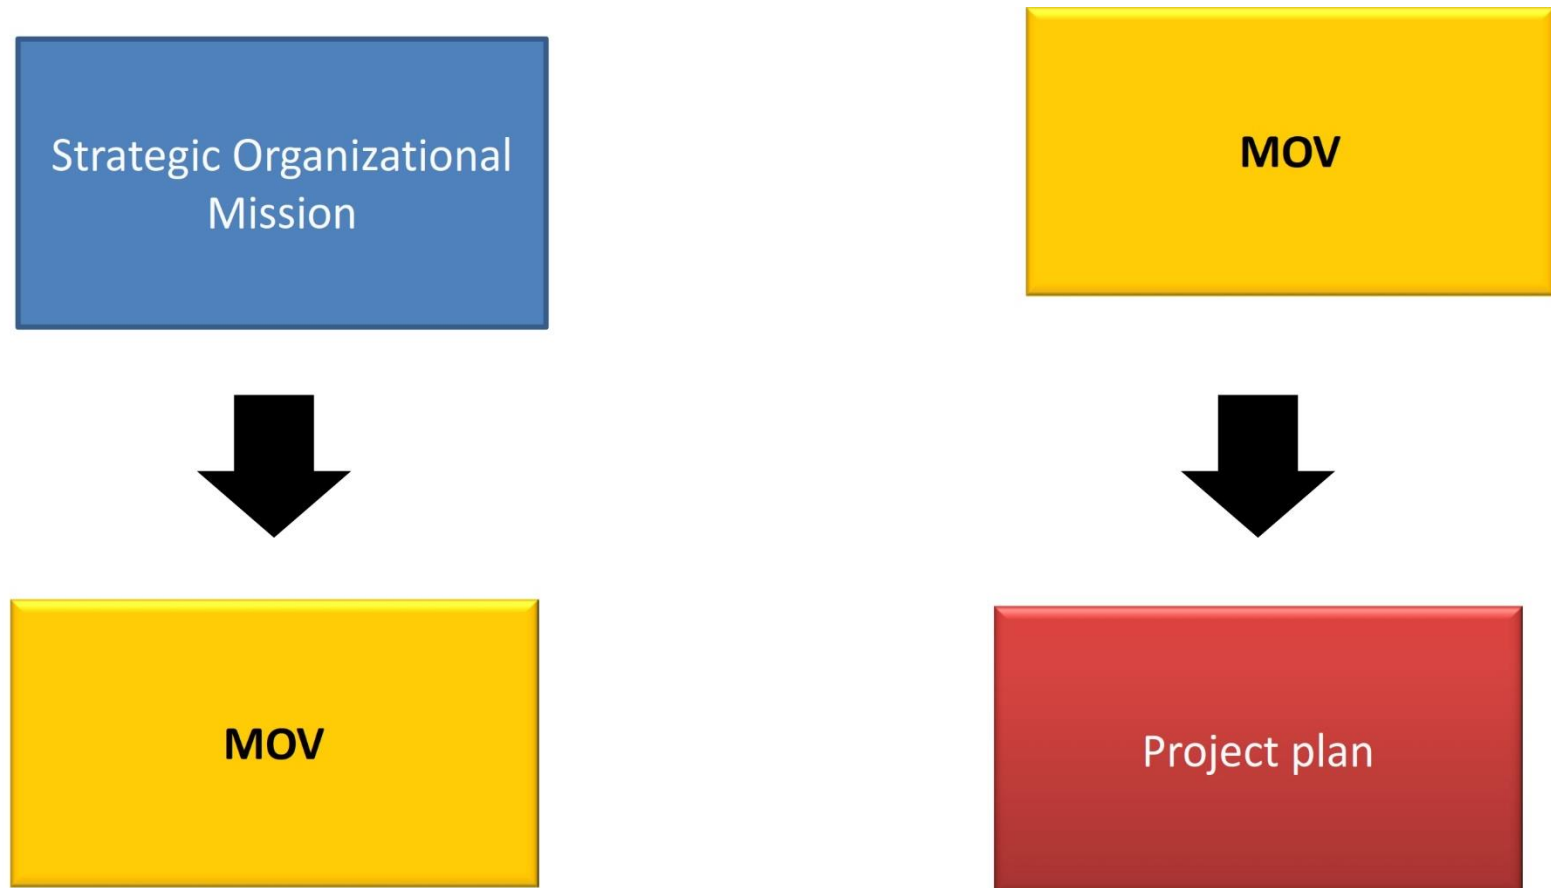 Strategic Organizational
Mission
MOV
MOV
Project plan